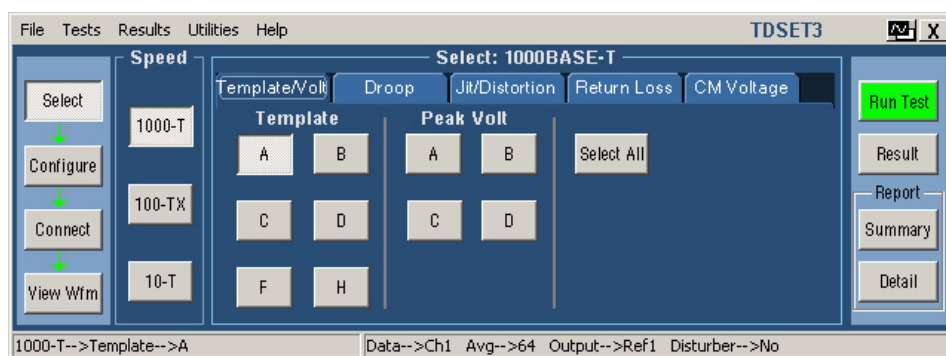 File Tests Results Utilities Help TDSET3 X
Speed Select: 1000BASE-T
Template/Volt Droop Jit/Distortion Return Loss CM Voltage
Select 1000-T Template Peak Volt Run Test
A B A B Select All
Configure Result
100-TX Report
Connect C D C D Summary
View Wfm 10-T F H Detail
1000-T-->Template-->A Data-->Ch1 Avg-->64 Output-->Ref1 Disturber-->No